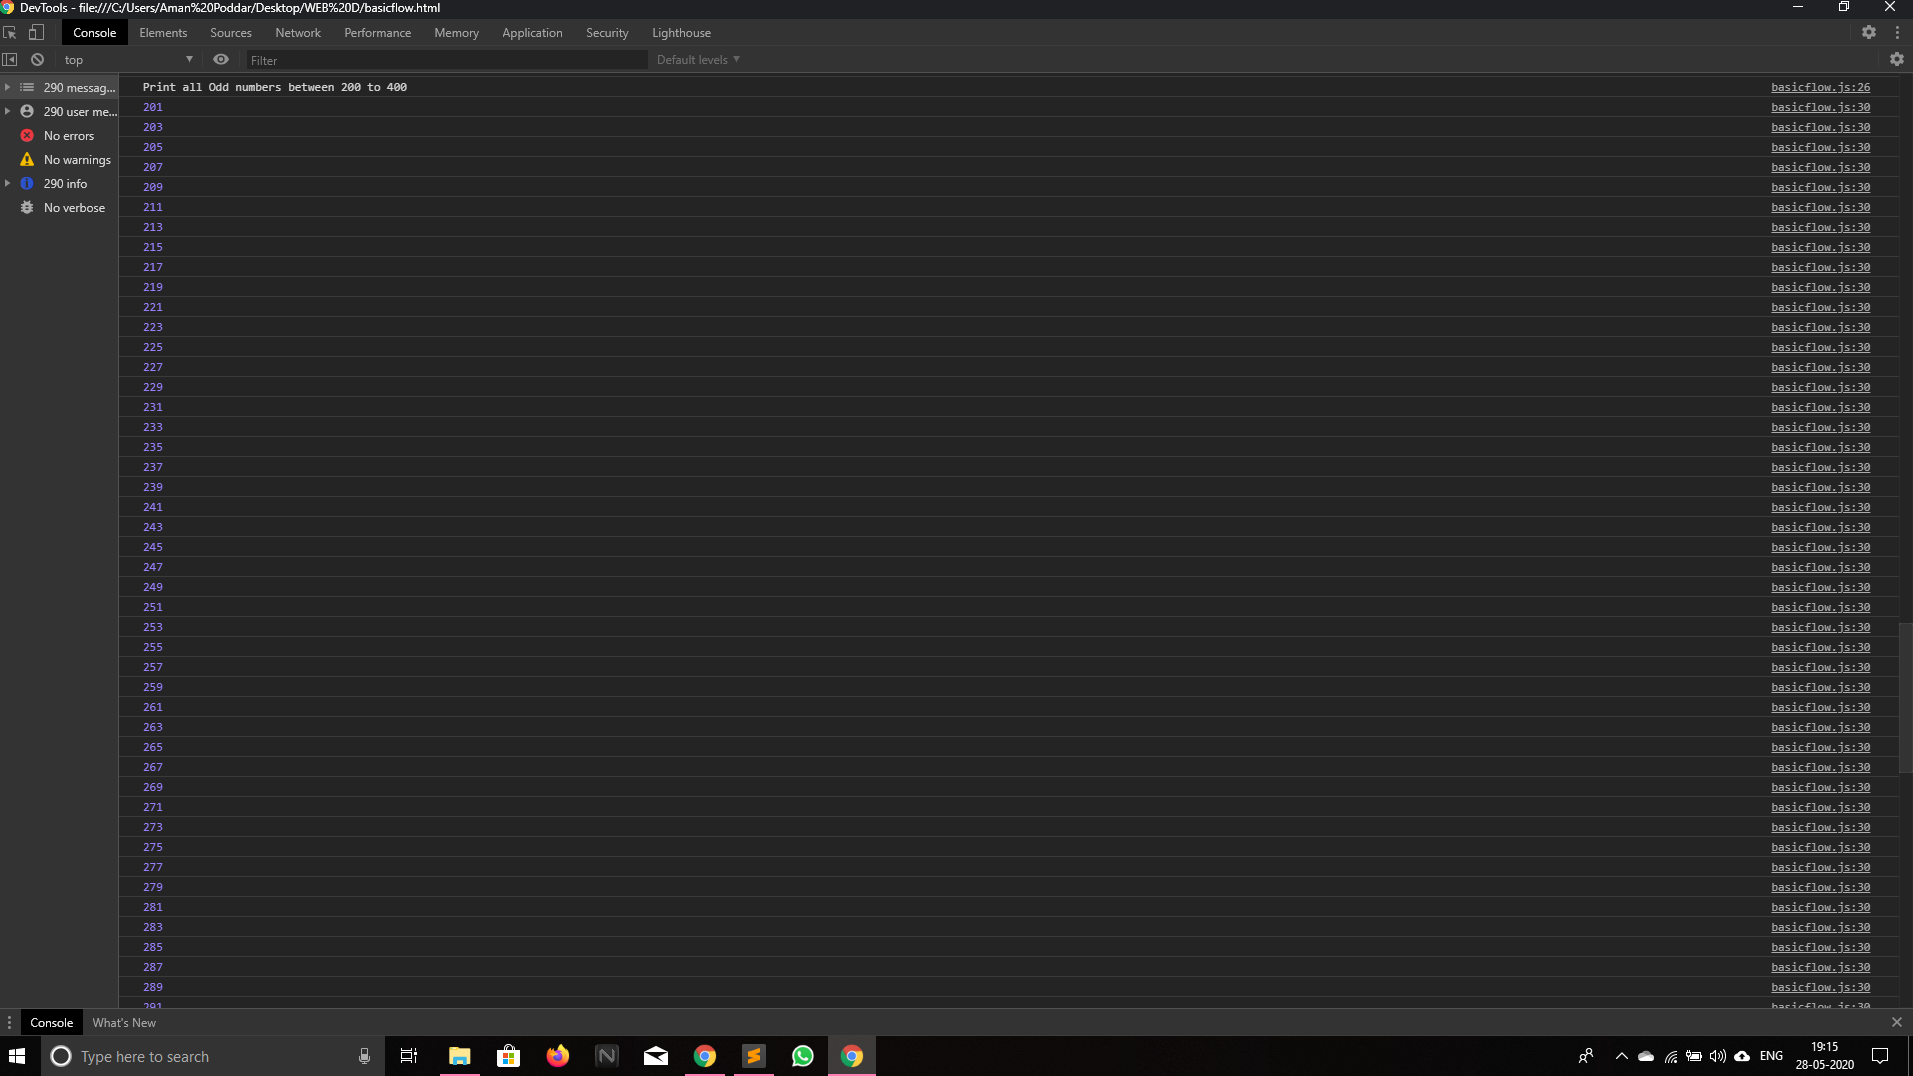 DevTools - file:///C:/Users/Aman%20Poddar/Desktop/WEB%20D/basicflow.html
Console Elements Sources Network Performance Memory Application Security Lighthouse
top Filter Default levels
290 messag...
290 user me...
No errors
No warnings
290 info
No verbose
Print all Odd numbers between 200 to 400 basicflow.js:26
201 basicflow.js:30
203 basicflow.js:30
205 basicflow.js:30
207 basicflow.js:30
209 basicflow.js:30
211 basicflow.js:30
213 basicflow.js:30
215 basicflow.js:30
217 basicflow.js:30
219 basicflow.js:30
221 basicflow.js:30
223 basicflow.js:30
225 basicflow.js:30
227 basicflow.js:30
229 basicflow.js:30
231 basicflow.js:30
233 basicflow.js:30
235 basicflow.js:30
237 basicflow.js:30
239 basicflow.js:30
241 basicflow.js:30
243 basicflow.js:30
245 basicflow.js:30
247 basicflow.js:30
249 basicflow.js:30
251 basicflow.js:30
253 basicflow.js:30
255 basicflow.js:30
257 basicflow.js:30
259 basicflow.js:30
261 basicflow.js:30
263 basicflow.js:30
265 basicflow.js:30
267 basicflow.js:30
269 basicflow.js:30
271 basicflow.js:30
273 basicflow.js:30
275 basicflow.js:30
277 basicflow.js:30
279 basicflow.js:30
281 basicflow.js:30
283 basicflow.js:30
285 basicflow.js:30
287 basicflow.js:30
289 basicflow.js:30
291 basicflow.js:30
Console What's New
Type here to search
ENG
19:15
28-05-2020